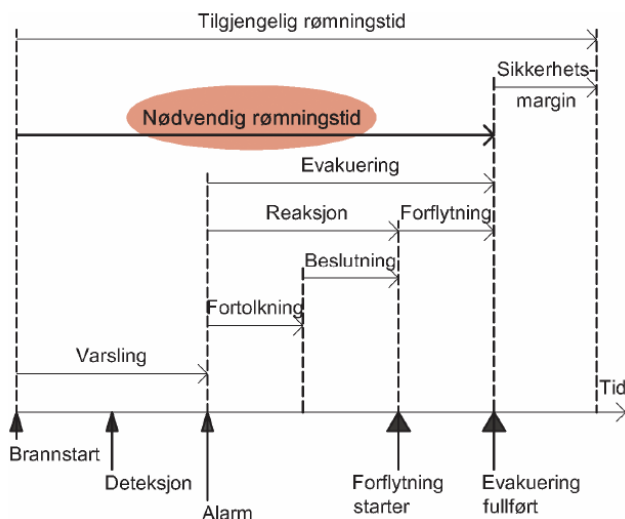 Tilgjengelig rømningstid
Sikkerhets-
margin
Nødvendig rømningstid
Evakuering
Reaksjon
Forflytning
Beslutning
Fortolkning
Varsling
Tid
Brannstart
Deteksjon
Alarm
Forflytning
starter
Evakuering
fullført